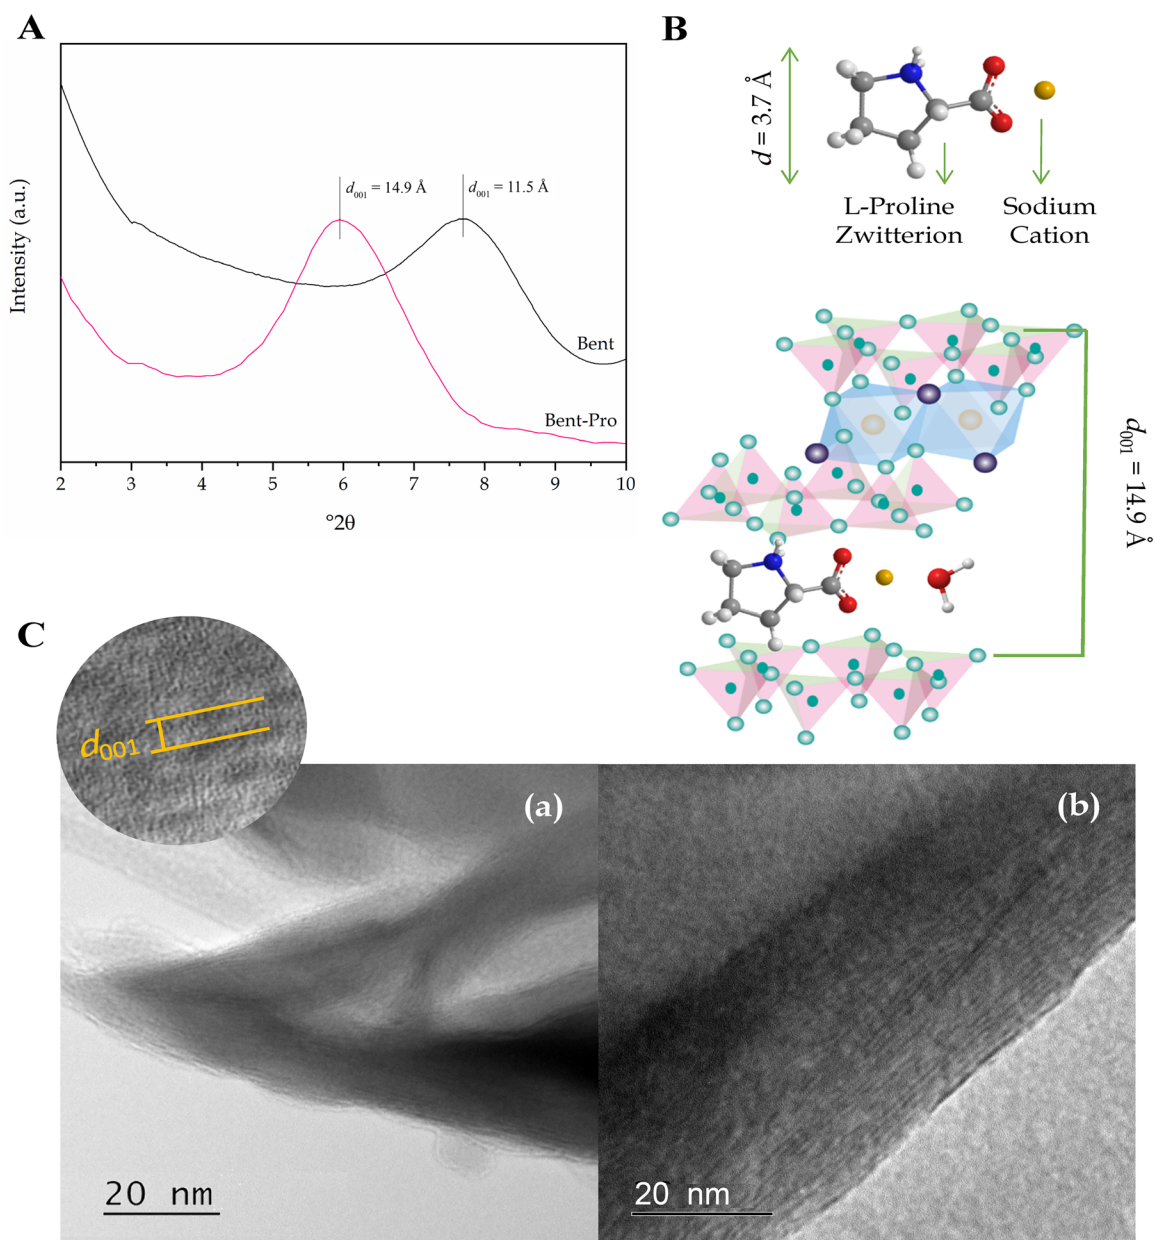 A
Intensity (a.u.)
d001 = 14.9 Å
d001 = 11.5 Å
Bent
Bent-Pro
2 3 4 5 6 7 8 9 10
°2θ
B
d = 3.7 Å
L-Proline
Zwitterion
Sodium
Cation
d001 = 14.9 Å
C
d001
(a)
20 nm
(b)
20 nm